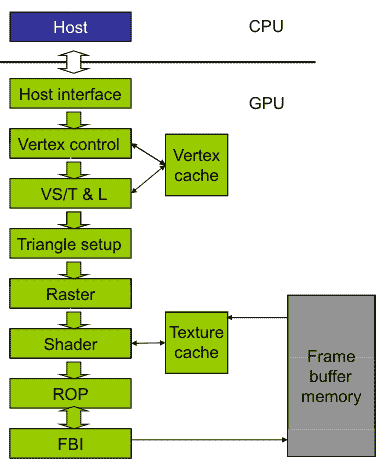 Host
CPU
Host interface
GPU
Vertex control
Vertex
cache
VS/T & L
Triangle setup
Raster
Shader
Texture
cache
Frame
buffer
memory
ROP
FBI